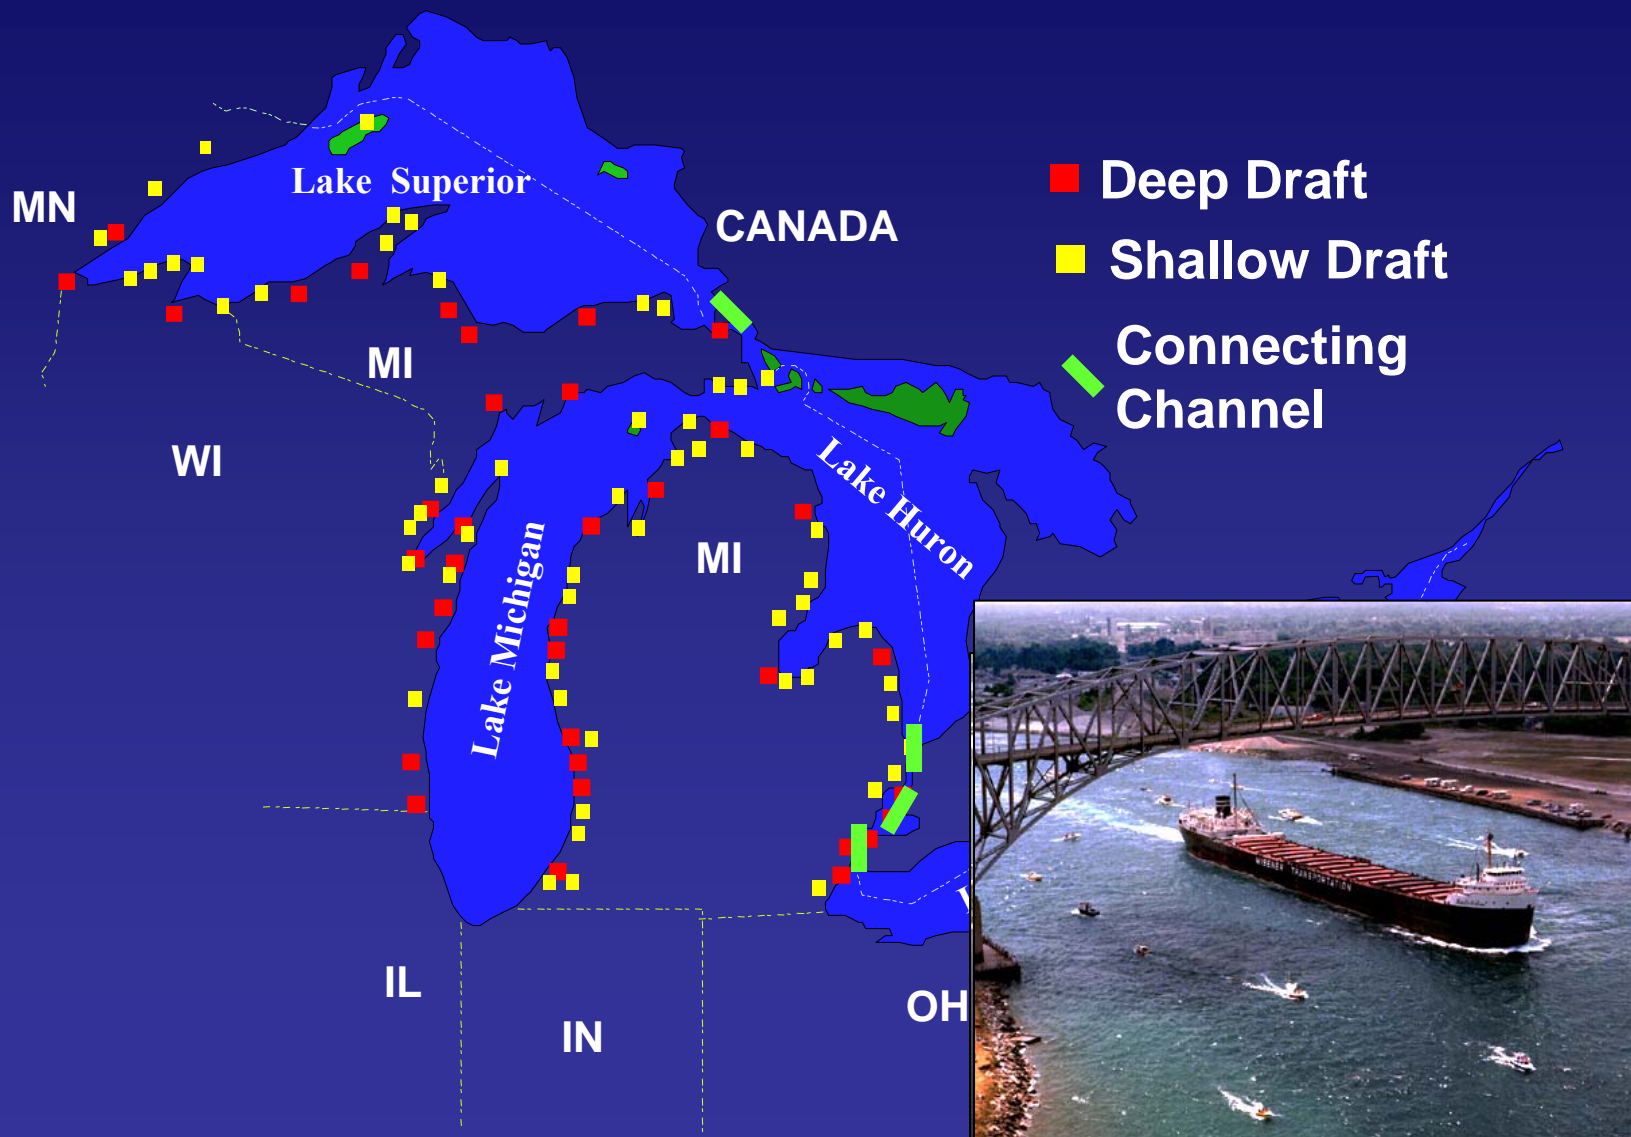 Lake Superior
MN
CANADA
Deep Draft
Shallow Draft
Connecting
Channel
MI
WI
Lake Huron
Lake Michigan
MI
IL
OH
IN